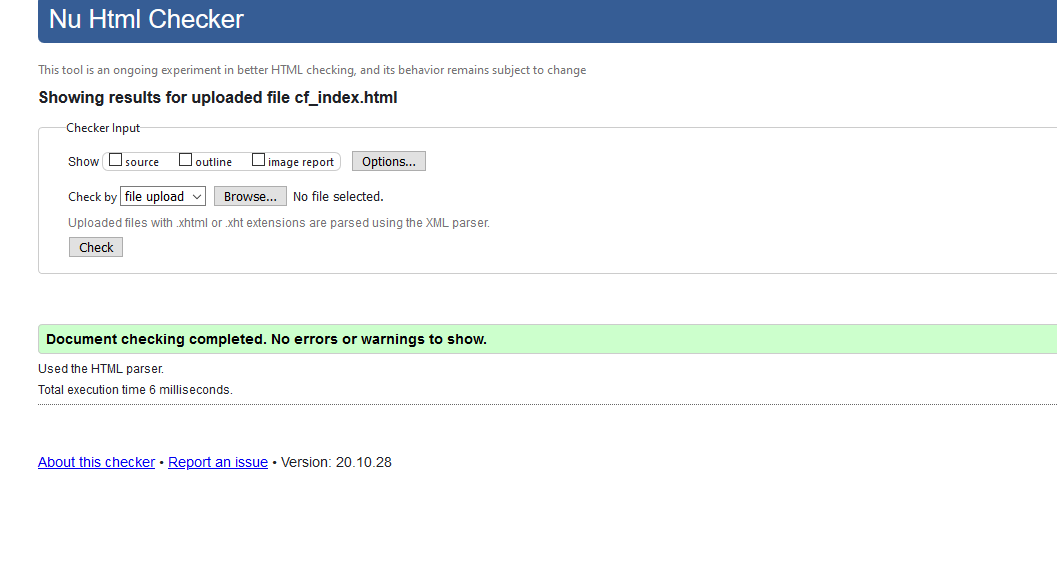 Nu Html Checker
This tool is an ongoing experiment in better HTML checking, and its behavior remains subject to change
Showing results for uploaded file cf_index.html
Checker Input
Show source outline image report Options...
Check by file upload Browse... No file selected.
Uploaded files with .xhtml or .xht extensions are parsed using the XML parser.
Check
Document checking completed. No errors or warnings to show.
Used the HTML parser.
Total execution time 6 milliseconds.
About this checker • Report an issue • Version: 20.10.28